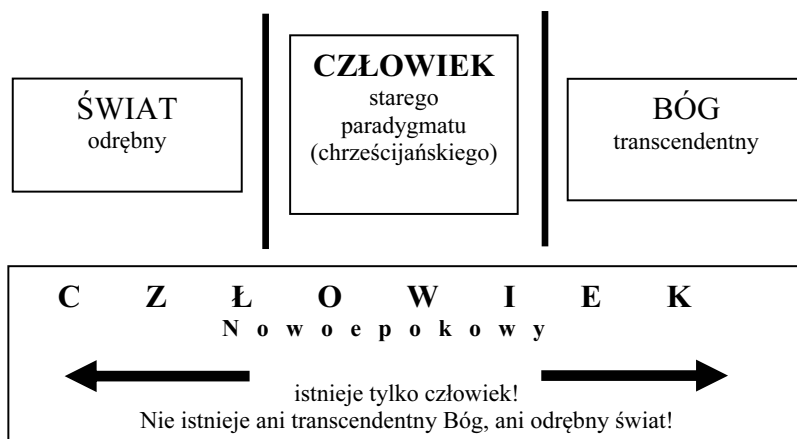 ŚWIAT
odrębny
CZŁOWIEK
starego
paradygmatu
(chrześcijańskiego)
BÓG
transcendentny
C Z Ł O W I E K
N o w o e p o k o w y
istnieje tylko człowiek!
Nie istnieje ani transcendentny Bóg, ani odrębny świat!